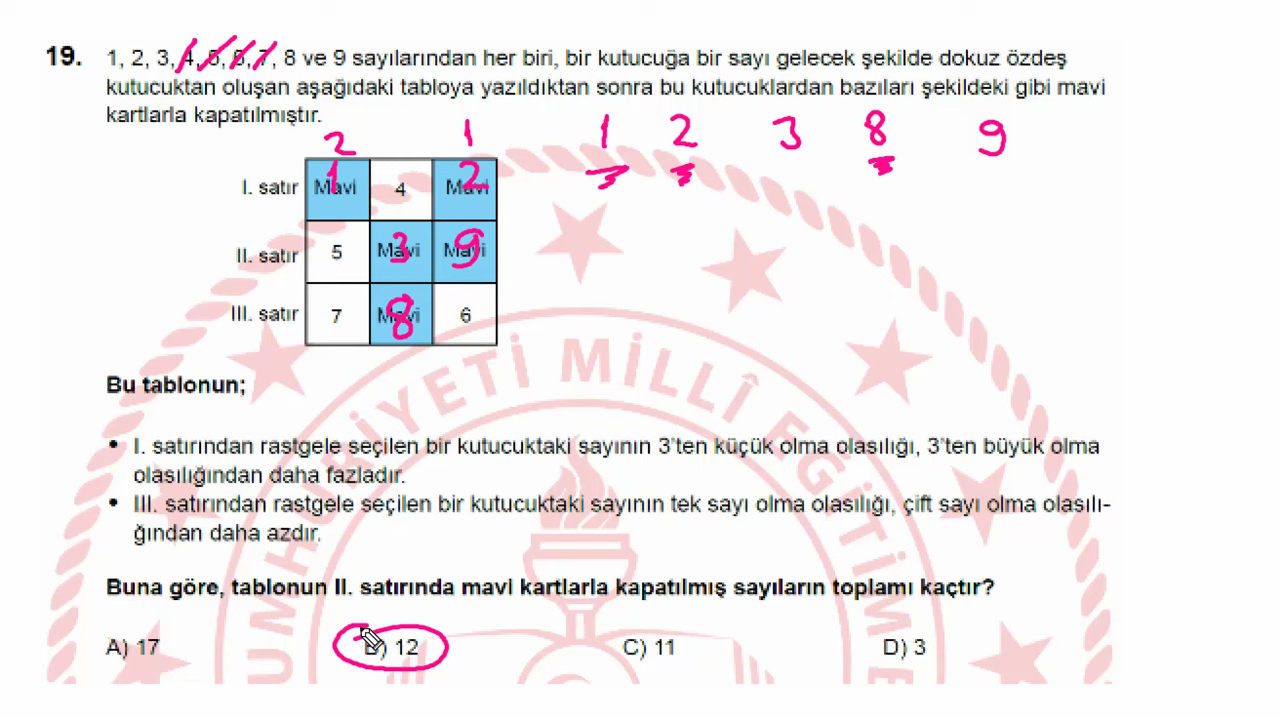 19. 1, 2, 3, 4, 5, 6, 7, 8 ve 9 sayılarından her biri, bir kutucuğa bir sayı gelecek şekilde dokuz özdeş
kutucuktan oluşan aşağıdaki tabloya yazıldıktan sonra bu kutucuklardan bazıları şekildeki gibi mavi
kartlarla kapatılmıştır.
2 1 1 2 3 8 9
I. satır Mavi 1 4 Mavi 2
II. satır 5 Mavi 3 Mavi 9
III. satır 7 Mavi 8 6
Bu tablonun;
• I. satırından rastgele seçilen bir kutucuktaki sayının 3'ten küçük olma olasılığı, 3'ten büyük olma
olasılığından daha fazladır.
• III. satırından rastgele seçilen bir kutucuktaki sayının tek sayı olma olasılığı, çift sayı olma olasılı-
ğından daha azdır.
Buna göre, tablonun II. satırında mavi kartlarla kapatılmış sayıların toplamı kaçtır?
A) 17 B) 12 C) 11 D) 3
UMHURİYETİ MİLLÎ EĞİTİM